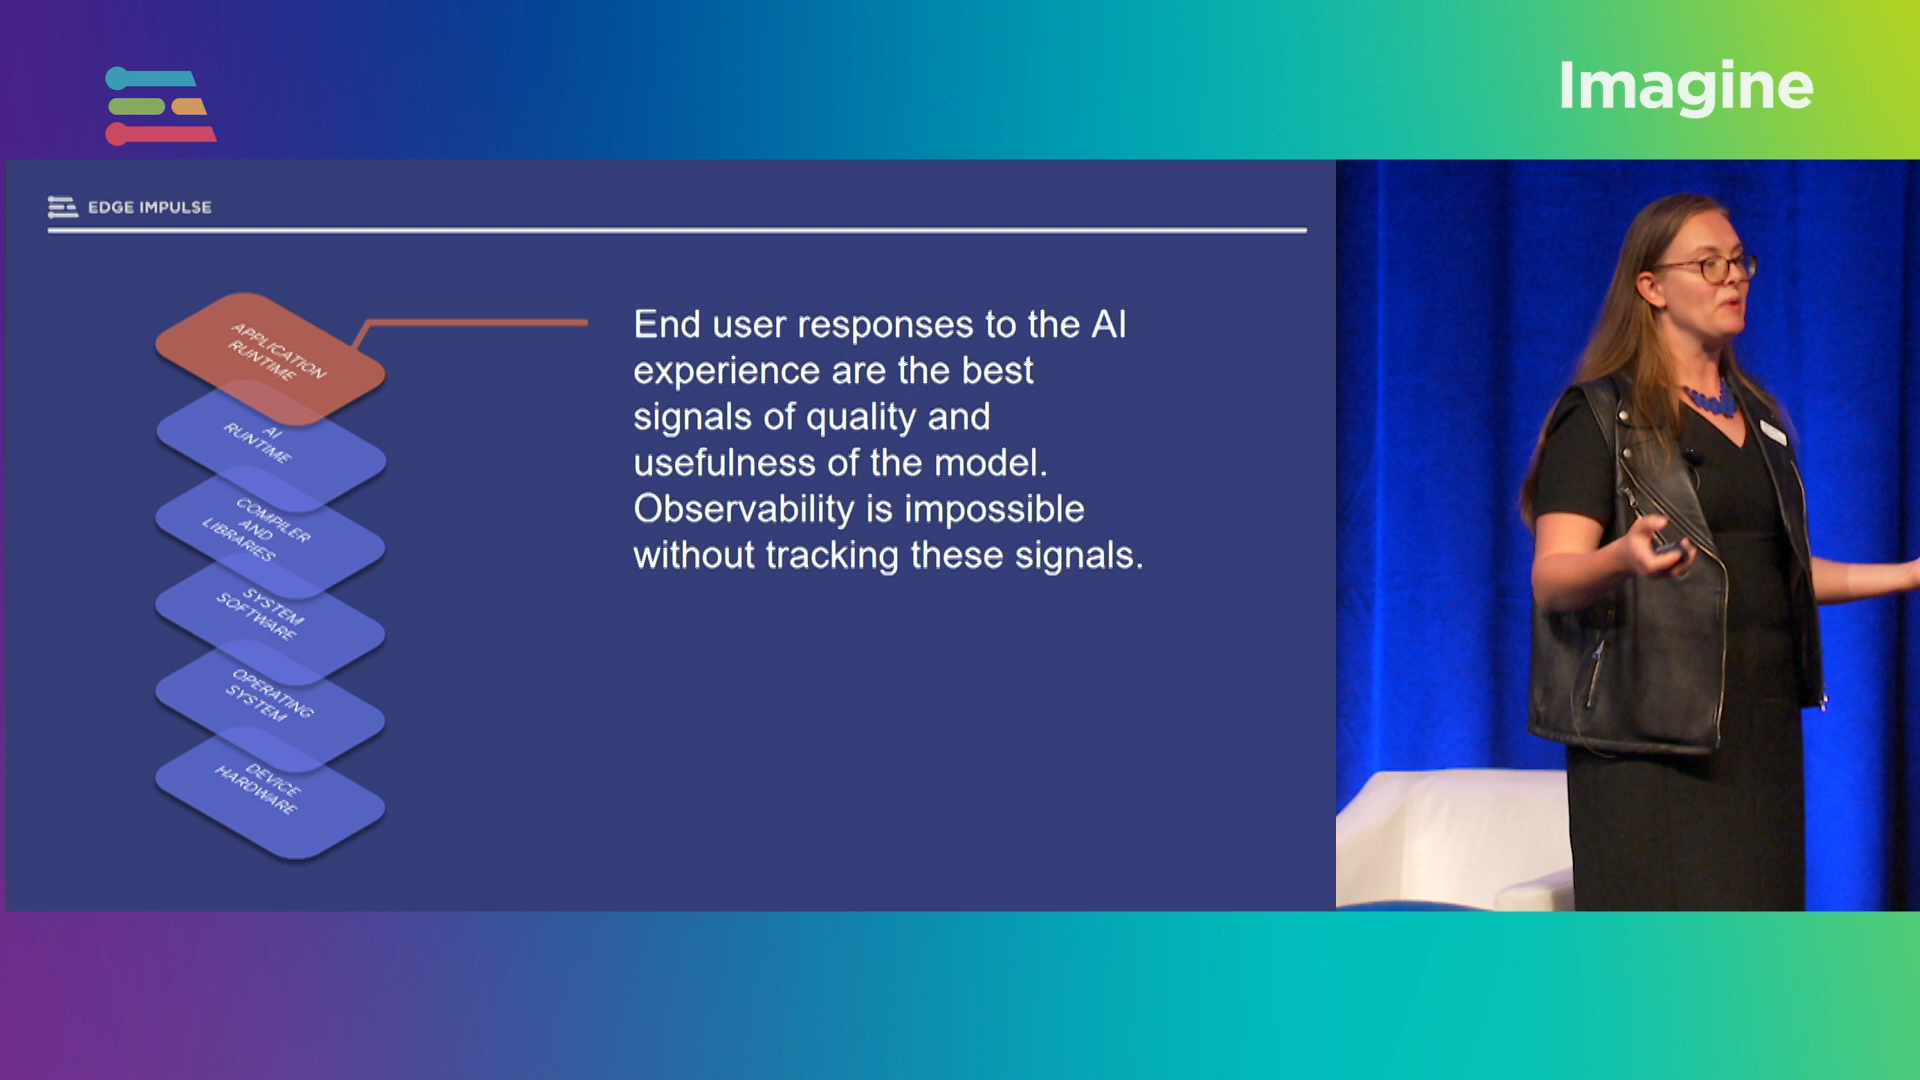 Imagine
EDGE IMPULSE
APPLICATION
RUNTIME
AI
RUNTIME
COMPILER
AND
LIBRARIES
SYSTEM
SOFTWARE
OPERATING
SYSTEM
DEVICE
HARDWARE
End user responses to the AI
experience are the best
signals of quality and
usefulness of the model.
Observability is impossible
without tracking these signals.